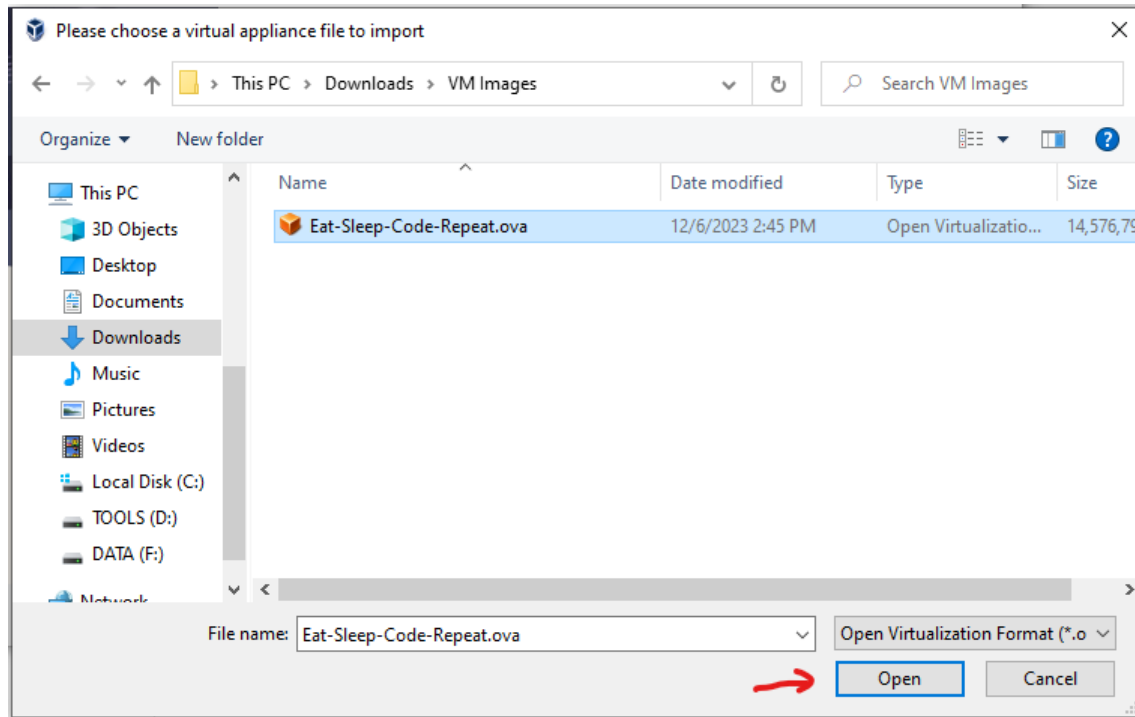 Please choose a virtual appliance file to import
This PC > Downloads > VM Images
Search VM Images
Organize
New folder
Name
Date modified
Type
Size
Eat-Sleep-Code-Repeat.ova
12/6/2023 2:45 PM
Open Virtualizatio...
14,576,79
This PC
3D Objects
Desktop
Documents
Downloads
Music
Pictures
Videos
Local Disk (C:)
TOOLS (D:)
DATA (F:)
Network
File name:
Eat-Sleep-Code-Repeat.ova
Open Virtualization Format (*.o
Open
Cancel